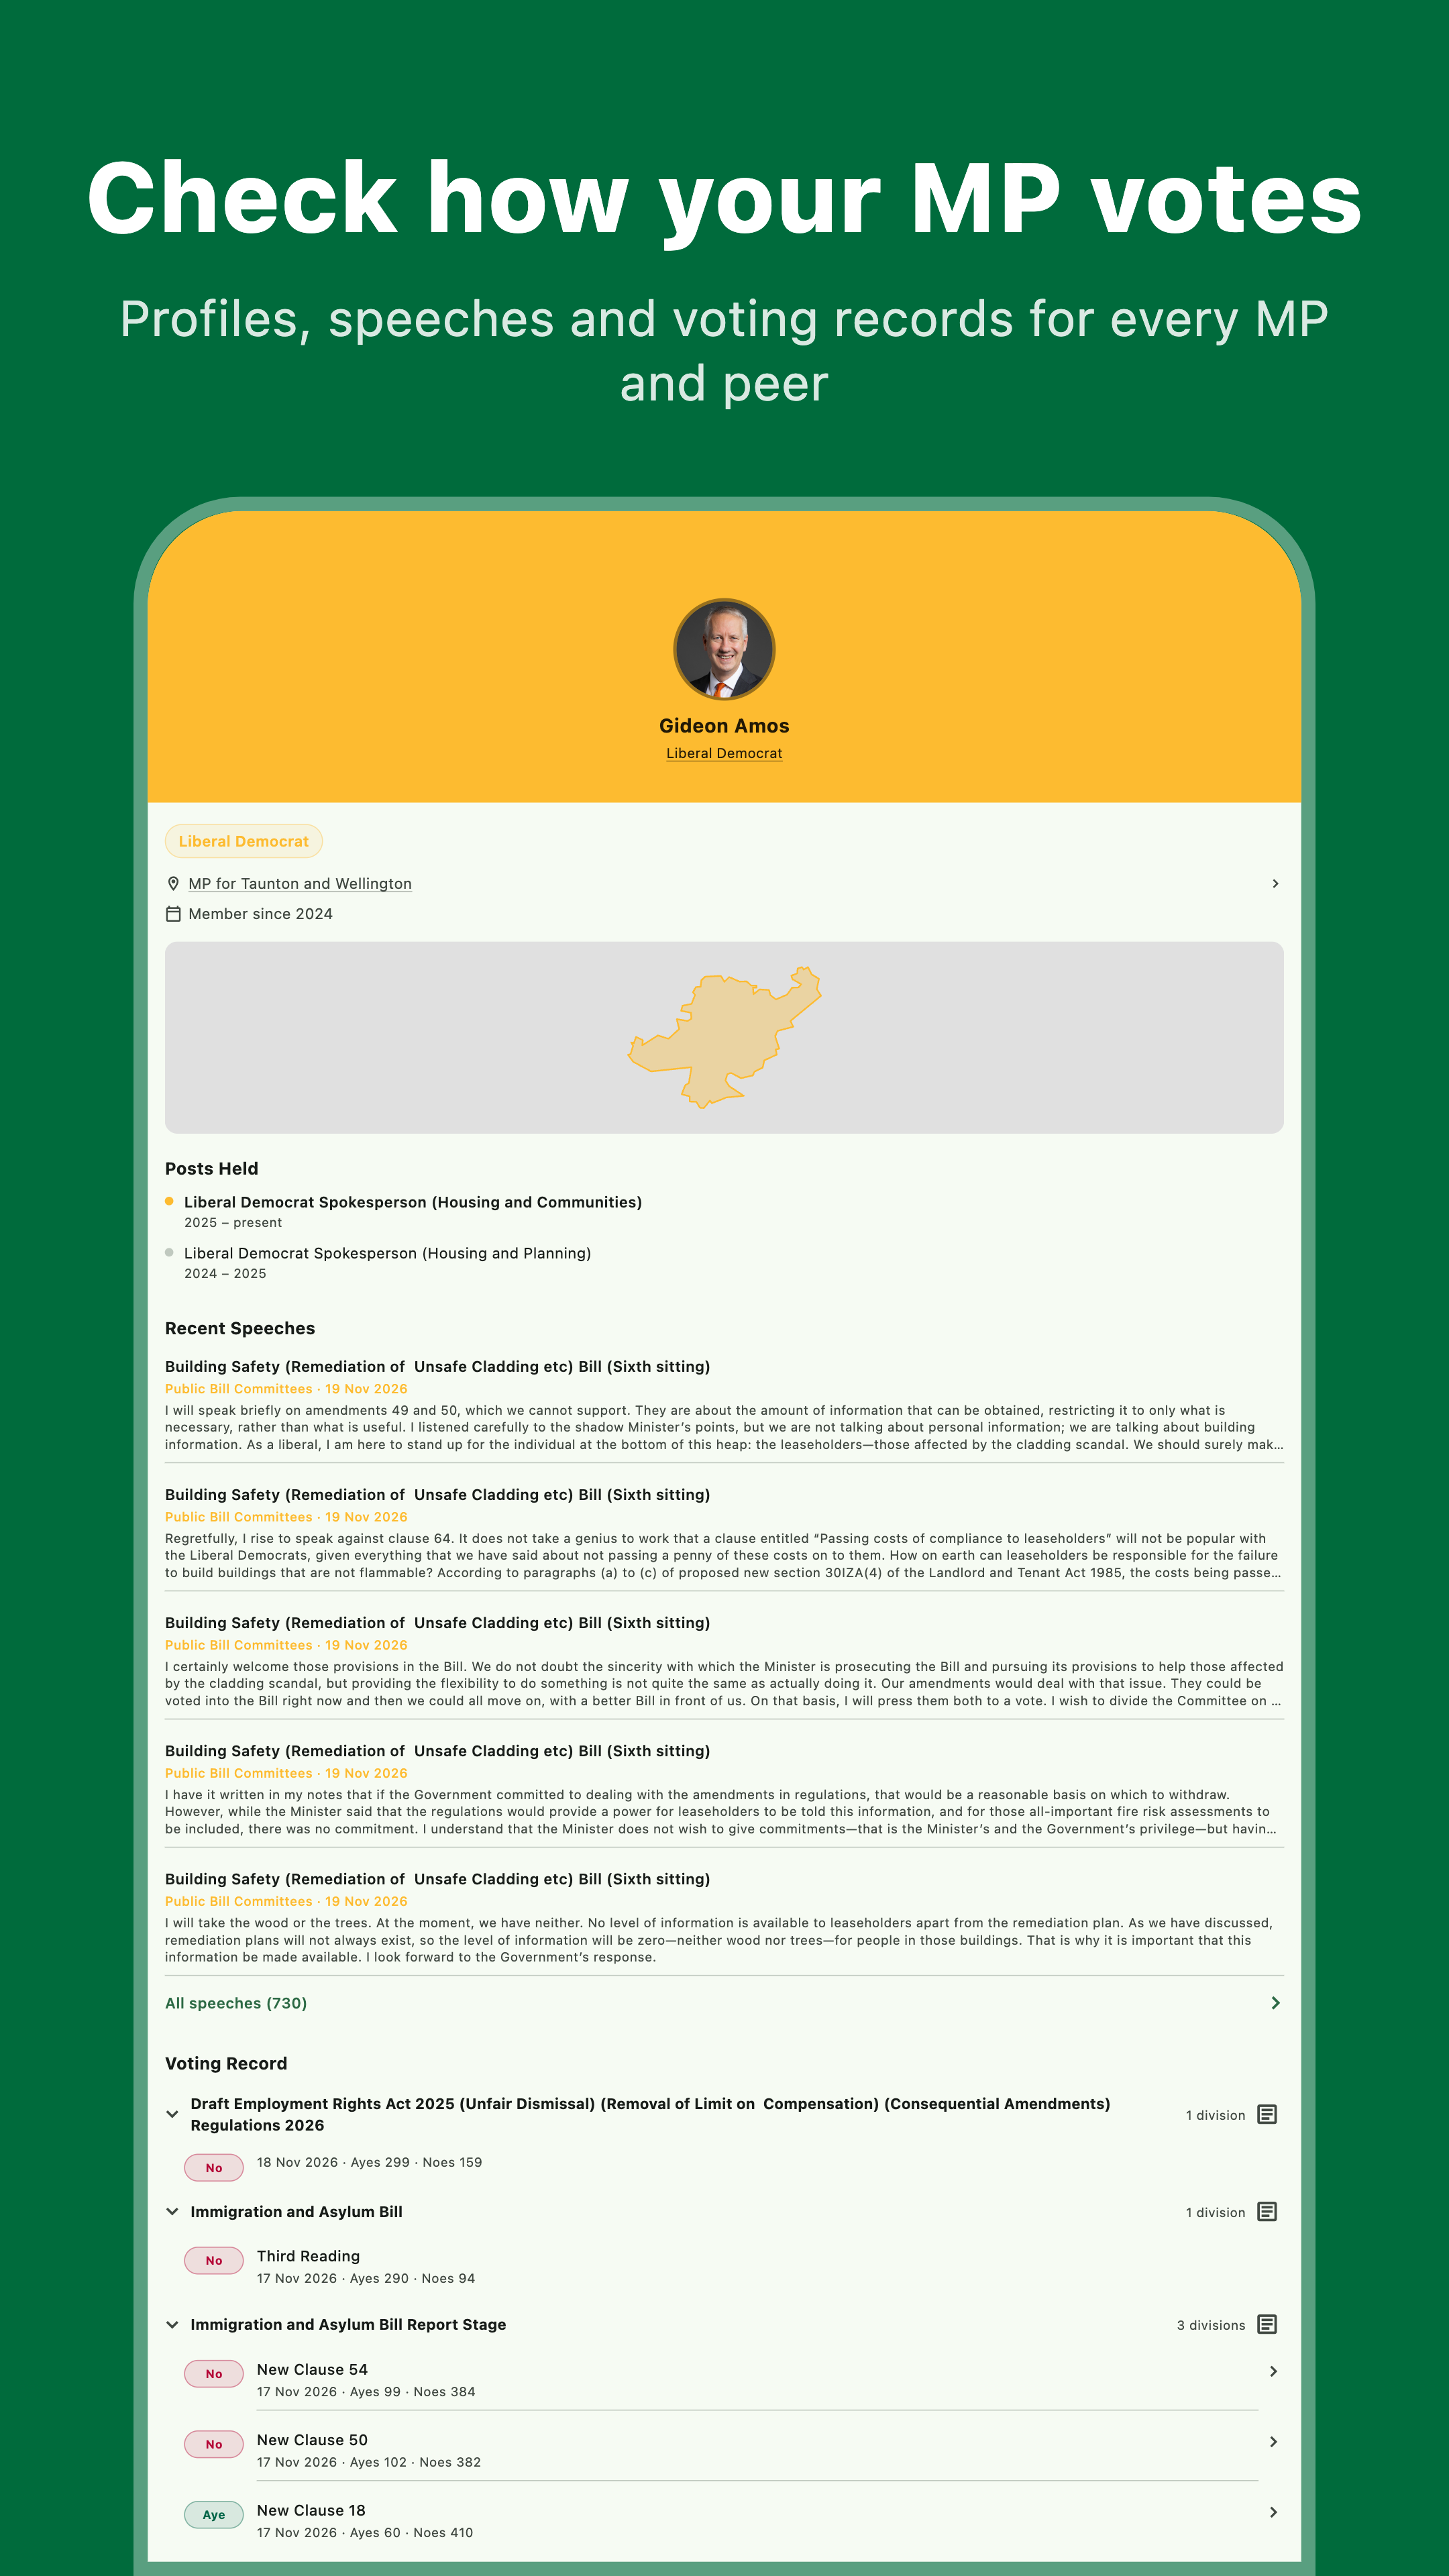 Check how your MP votes
Profiles, speeches and voting records for every MP
and peer
Gideon Amos
Liberal Democrat
Liberal Democrat
MP for Taunton and Wellington
Member since 2024
Posts Held
Liberal Democrat Spokesperson (Housing and Communities)
2025 – present
Liberal Democrat Spokesperson (Housing and Planning)
2024 – 2025
Recent Speeches
Building Safety (Remediation of  Unsafe Cladding etc) Bill (Sixth sitting)
Public Bill Committees · 19 Nov 2026
I will speak briefly on amendments 49 and 50, which we cannot support. They are about the amount of information that can be obtained, restricting it to only what is
necessary, rather than what is useful. I listened carefully to the shadow Minister’s points, but we are not talking about personal information; we are talking about building
information. As a liberal, I am here to stand up for the individual at the bottom of this heap: the leaseholders—those affected by the cladding scandal. We should surely mak…
Building Safety (Remediation of  Unsafe Cladding etc) Bill (Sixth sitting)
Public Bill Committees · 19 Nov 2026
Regretfully, I rise to speak against clause 64. It does not take a genius to work that a clause entitled “Passing costs of compliance to leaseholders” will not be popular with
the Liberal Democrats, given everything that we have said about not passing a penny of these costs on to them. How on earth can leaseholders be responsible for the failure
to build buildings that are not flammable? According to paragraphs (a) to (c) of proposed new section 30IZA(4) of the Landlord and Tenant Act 1985, the costs being passe…
Building Safety (Remediation of  Unsafe Cladding etc) Bill (Sixth sitting)
Public Bill Committees · 19 Nov 2026
I certainly welcome those provisions in the Bill. We do not doubt the sincerity with which the Minister is prosecuting the Bill and pursuing its provisions to help those affected
by the cladding scandal, but providing the flexibility to do something is not quite the same as actually doing it. Our amendments would deal with that issue. They could be
voted into the Bill right now and then we could all move on, with a better Bill in front of us. On that basis, I will press them both to a vote. I wish to divide the Committee on …
Building Safety (Remediation of  Unsafe Cladding etc) Bill (Sixth sitting)
Public Bill Committees · 19 Nov 2026
I have it written in my notes that if the Government committed to dealing with the amendments in regulations, that would be a reasonable basis on which to withdraw.
However, while the Minister said that the regulations would provide a power for leaseholders to be told this information, and for those all-important fire risk assessments to
be included, there was no commitment. I understand that the Minister does not wish to give commitments—that is the Minister’s and the Government’s privilege—but havin…
Building Safety (Remediation of  Unsafe Cladding etc) Bill (Sixth sitting)
Public Bill Committees · 19 Nov 2026
I will take the wood or the trees. At the moment, we have neither. No level of information is available to leaseholders apart from the remediation plan. As we have discussed,
remediation plans will not always exist, so the level of information will be zero—neither wood nor trees—for people in those buildings. That is why it is important that this
information be made available. I look forward to the Government’s response.
All speeches (730)
Voting Record
Draft Employment Rights Act 2025 (Unfair Dismissal) (Removal of Limit on  Compensation) (Consequential Amendments)
Regulations 2026
1 division
No
18 Nov 2026 · Ayes 299 · Noes 159
Immigration and Asylum Bill
1 division
No
Third Reading
17 Nov 2026 · Ayes 290 · Noes 94
Immigration and Asylum Bill Report Stage
3 divisions
No
New Clause 54
17 Nov 2026 · Ayes 99 · Noes 384
No
New Clause 50
17 Nov 2026 · Ayes 102 · Noes 382
Aye
New Clause 18
17 Nov 2026 · Ayes 60 · Noes 410